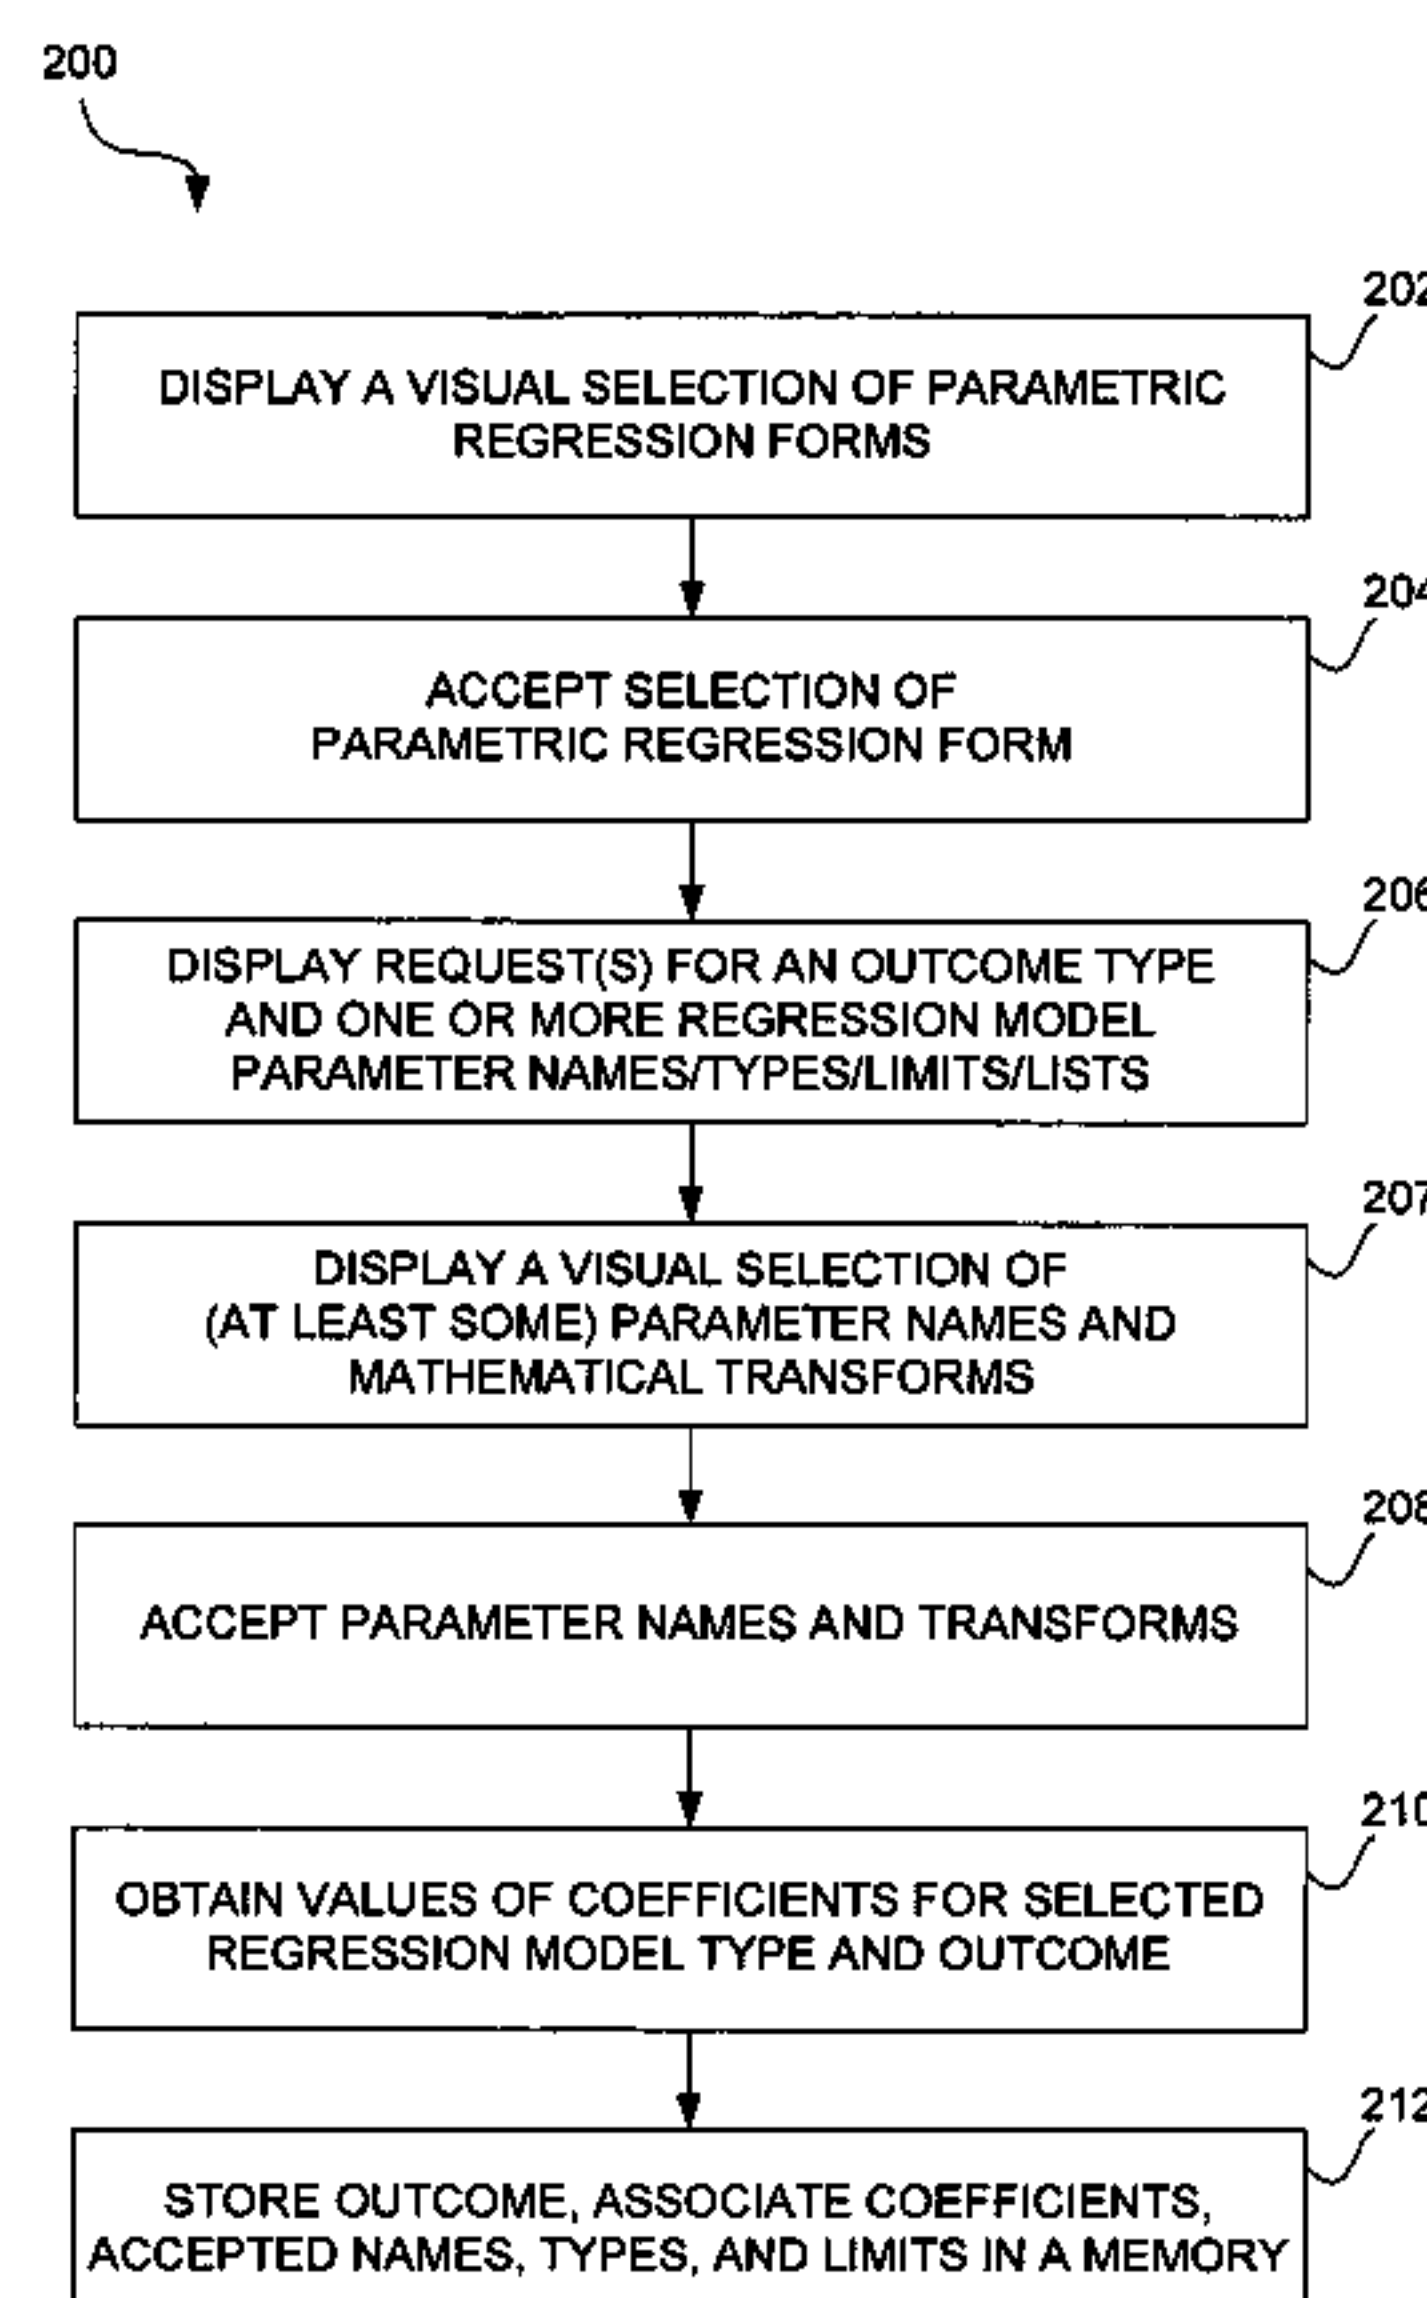 200
202
DISPLAY A VISUAL SELECTION OF PARAMETRIC
REGRESSION FORMS
204
ACCEPT SELECTION OF
PARAMETRIC REGRESSION FORM
206
DISPLAY REQUEST(S) FOR AN OUTCOME TYPE
AND ONE OR MORE REGRESSION MODEL
PARAMETER NAMES/TYPES/LIMITS/LISTS
207
DISPLAY A VISUAL SELECTION OF
(AT LEAST SOME) PARAMETER NAMES AND
MATHEMATICAL TRANSFORMS
208
ACCEPT PARAMETER NAMES AND TRANSFORMS
210
OBTAIN VALUES OF COEFFICIENTS FOR SELECTED
REGRESSION MODEL TYPE AND OUTCOME
212
STORE OUTCOME, ASSOCIATE COEFFICIENTS,
ACCEPTED NAMES, TYPES, AND LIMITS IN A MEMORY